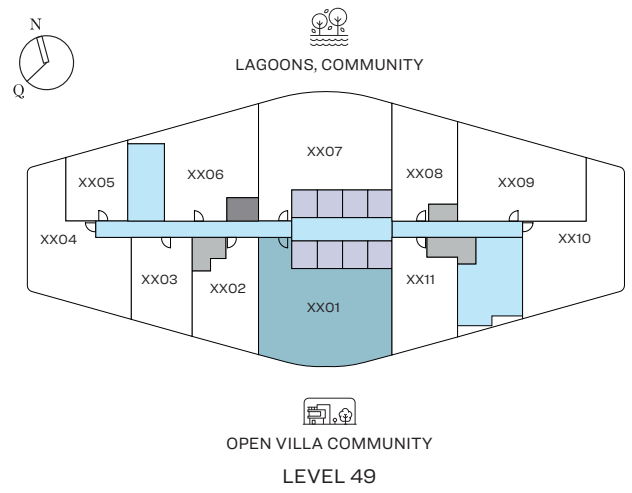 N
Q
LAGOONS, COMMUNITY
XX07
XX05
XX06
XX08
XX09
XX04
XX10
XX03
XX02
XX01
XX11
OPEN VILLA COMMUNITY
LEVEL 49